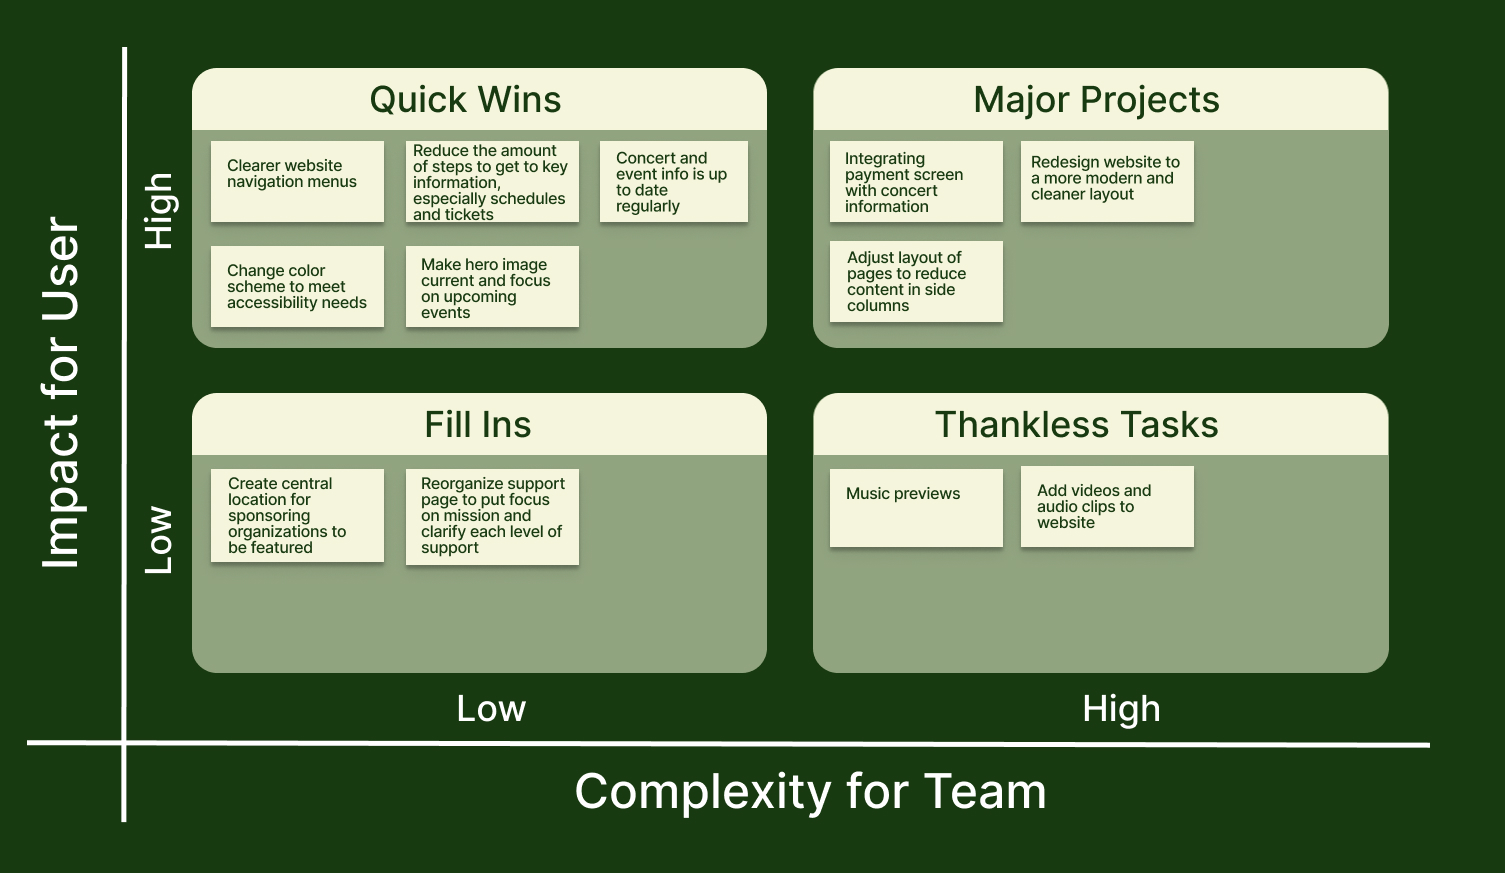 Impact for User
High
Low
Quick Wins
Clearer website
navigation menus
Reduce the amount
of steps to get to key
information,
especially schedules
and tickets
Concert and
event info is up
to date
regularly
Change color
scheme to meet
accessibility needs
Make hero image
current and focus
on upcoming
events
Major Projects
Integrating
payment screen
with concert
information
Redesign website to
a more modern and
cleaner layout
Adjust layout of
pages to reduce
content in side
columns
Fill Ins
Create central
location for
sponsoring
organizations to
be featured
Reorganize support
page to put focus
on mission and
clarify each level of
support
Thankless Tasks
Music previews
Add videos and
audio clips to
website
Low
High
Complexity for Team